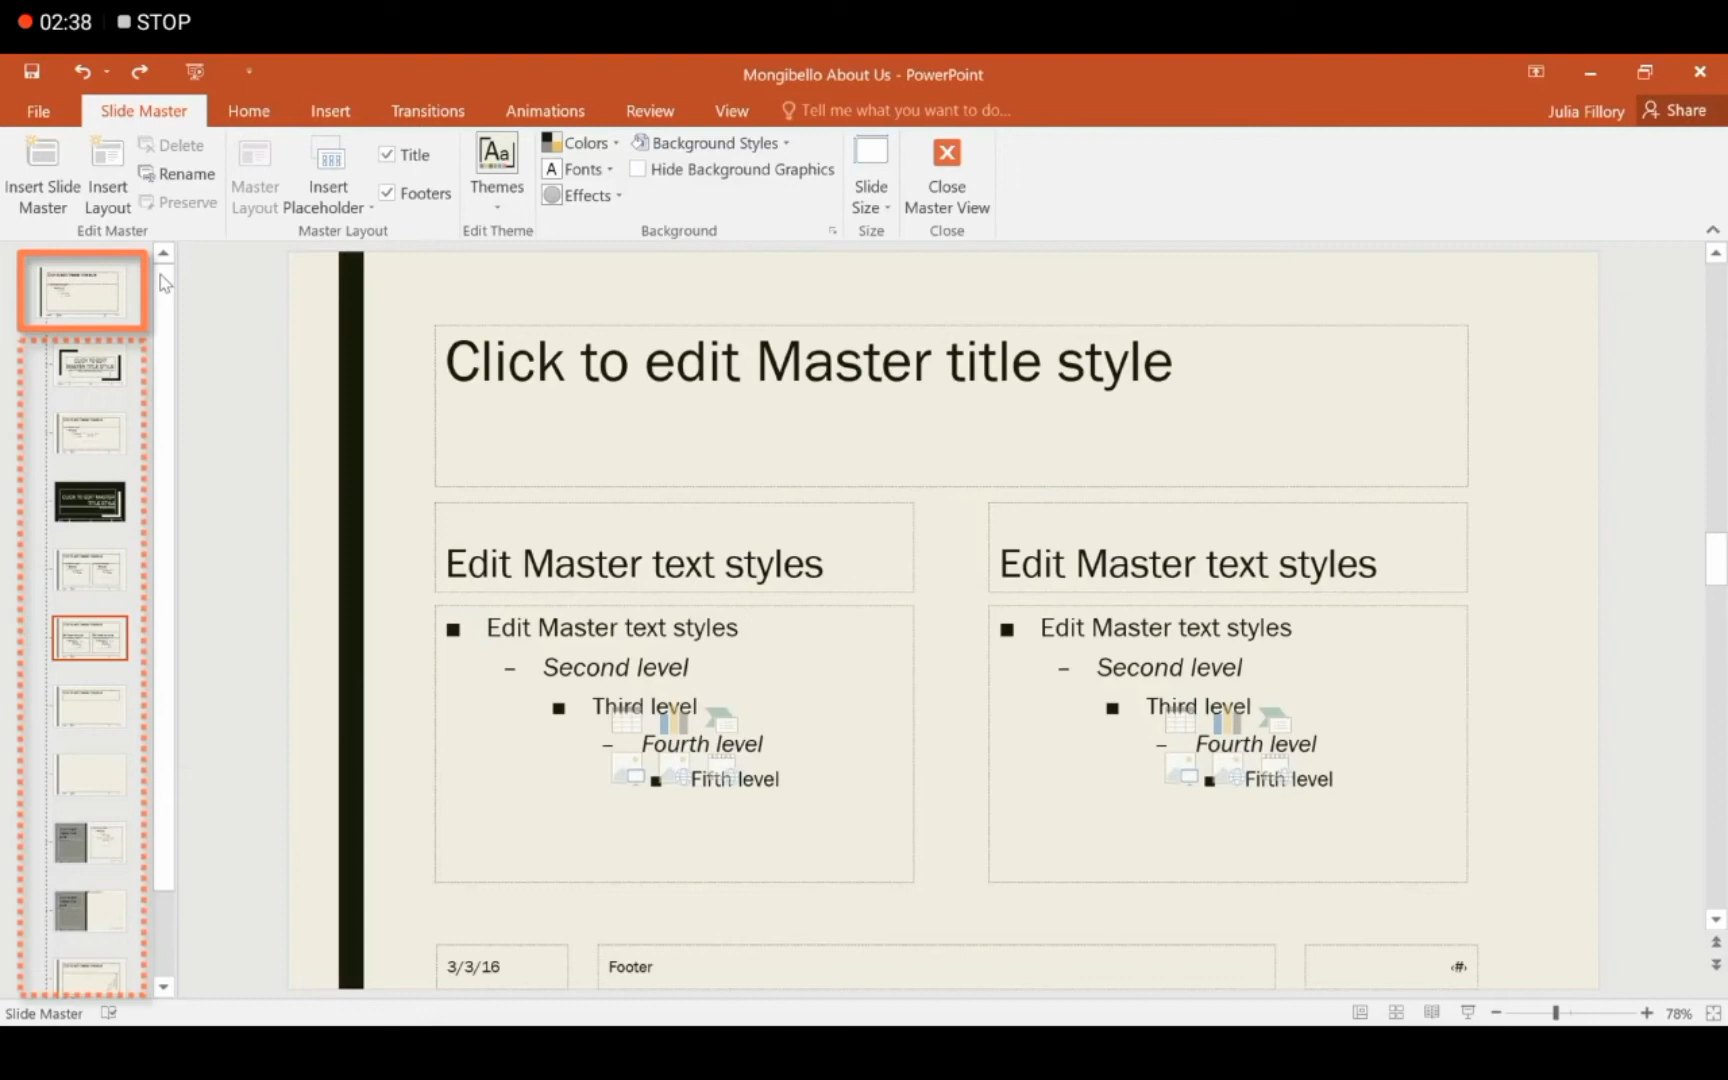 02:38 STOP
Mongibello About Us - PowerPoint
File Slide Master Home Insert Transitions Animations Review View Tell me what you want to do... Julia Fillory Share
Insert Slide Master
Insert Layout
Delete
Rename
Preserve
Edit Master
Master Layout
Insert Placeholder
Title
Footers
Master Layout
Aa
Themes
Edit Theme
Colors
A Fonts
Effects
Background Styles
Hide Background Graphics
Background
Slide Size
Size
Close Master View
Close
Click to edit Master title style
Edit Master text styles
Edit Master text styles
■ Edit Master text styles
– Second level
■ Third level
– Fourth level
■ Fifth level
Edit Master text styles
■ Edit Master text styles
– Second level
■ Third level
– Fourth level
■ Fifth level
3/3/16 Footer ‹#›
Slide Master 78%